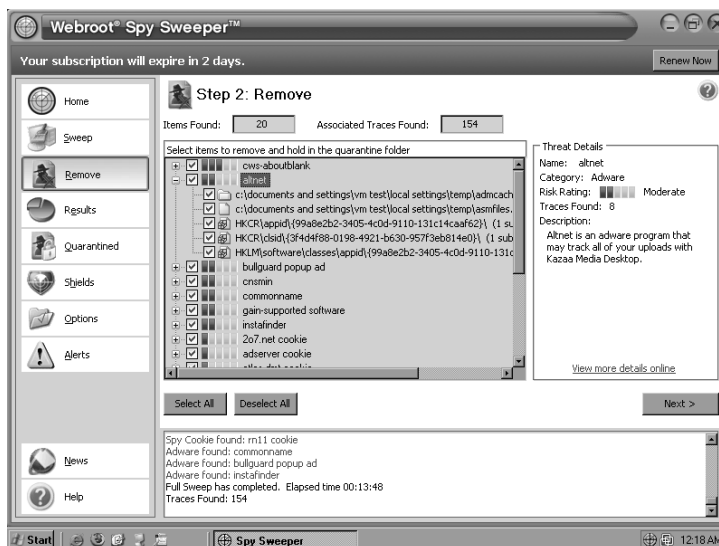 Webroot® Spy Sweeper™
Your subscription will expire in 2 days.
Renew Now
Home
Sweep
Remove
Results
Quarantined
Shields
Options
Alerts
News
Help
Step 2: Remove
Items Found: 20 Associated Traces Found: 154
Select items to remove and hold in the quarantine folder
cws-aboutblank
altnet
c:\documents and settings\vm test\local settings\temp\admcach
c:\documents and settings\vm test\local settings\temp\asmfiles.
HKCR\appid\{99a8e2b2-3405-4c0d-9110-131c14caaf62}\ (1 su
HKCR\clsid\{3f4d4f88-0198-4921-b630-957f3eb814e0}\ (1 sub
HKLM\software\classes\appid\{99a8e2b2-3405-4c0d-9110-131c
bullguard popup ad
cnsmin
commonname
gain-supported software
instafinder
2o7.net cookie
adserver cookie
Threat Details
Name: altnet
Category: Adware
Risk Rating: Moderate
Traces Found: 8
Description:
Altnet is an adware program that
may track all of your uploads with
Kazaa Media Desktop.
View more details online
Select All
Deselect All
Next >
Spy Cookie found: rn11 cookie
Adware found: commonname
Adware found: bullguard popup ad
Adware found: instafinder
Full Sweep has completed. Elapsed time 00:13:48
Traces Found: 154
Start
Spy Sweeper
12:18 AM